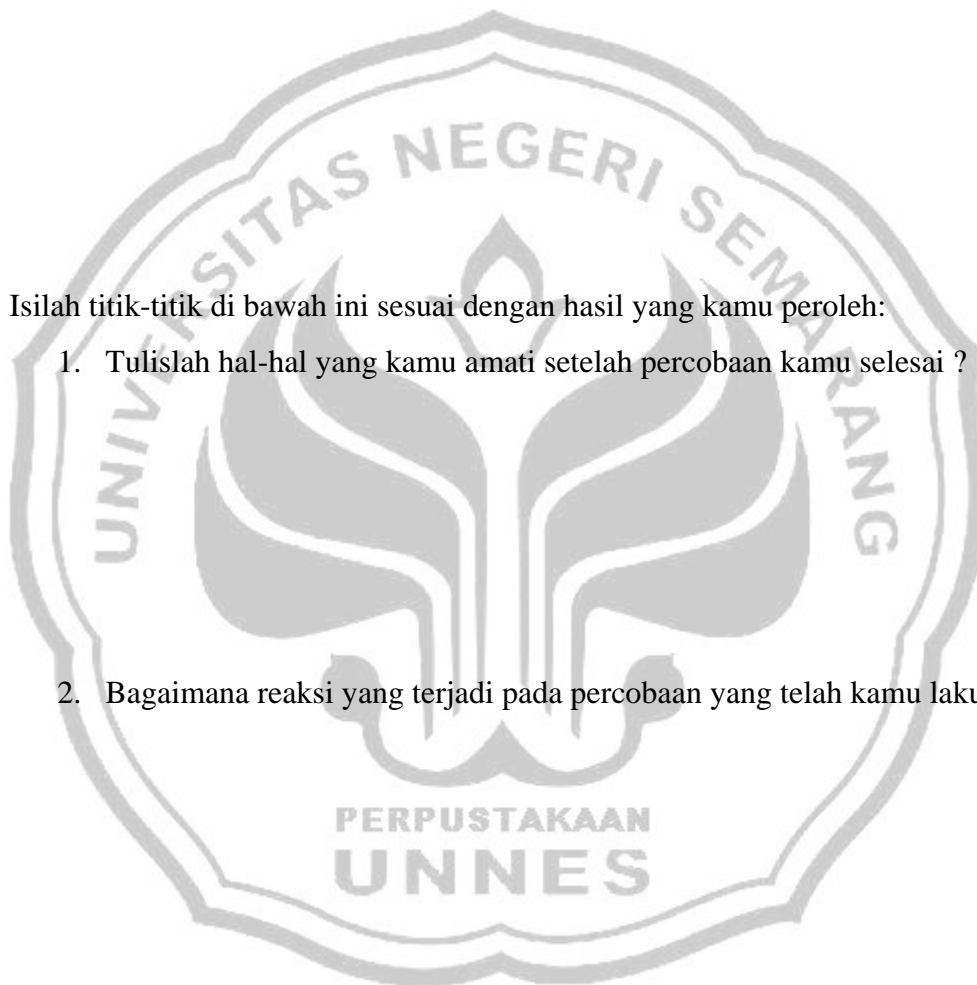 UNIVERSITAS NEGERI SEMARANG
Isilah titik-titik di bawah ini sesuai dengan hasil yang kamu peroleh:
1. Tulislah hal-hal yang kamu amati setelah percobaan kamu selesai ?
2. Bagaimana reaksi yang terjadi pada percobaan yang telah kamu
PERPUSTAKAAN
UNNES